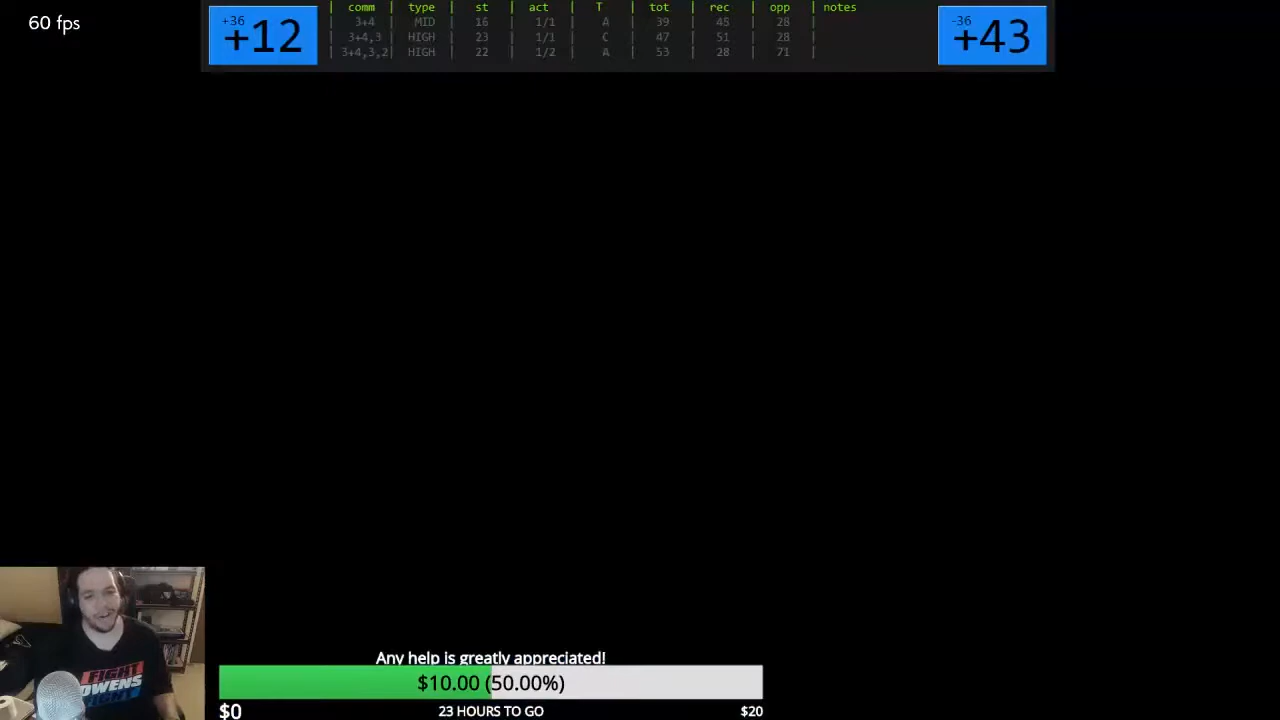 60 fps
+36
+12
| comm | type | st | act | T | tot | rec | opp | notes
| 3+4 | MID | 16 | 1/1 | A | 39 | 45 | 28 |
| 3+4,3 | HIGH | 23 | 1/1 | C | 47 | 51 | 28 |
| 3+4,3,2| HIGH | 22 | 1/2 | A | 53 | 28 | 71 |
-36
+43
FIGHT
OWENS
FIGHT
Any help is greatly appreciated!
$10.00 (50.00%)
$0 23 HOURS TO GO $20